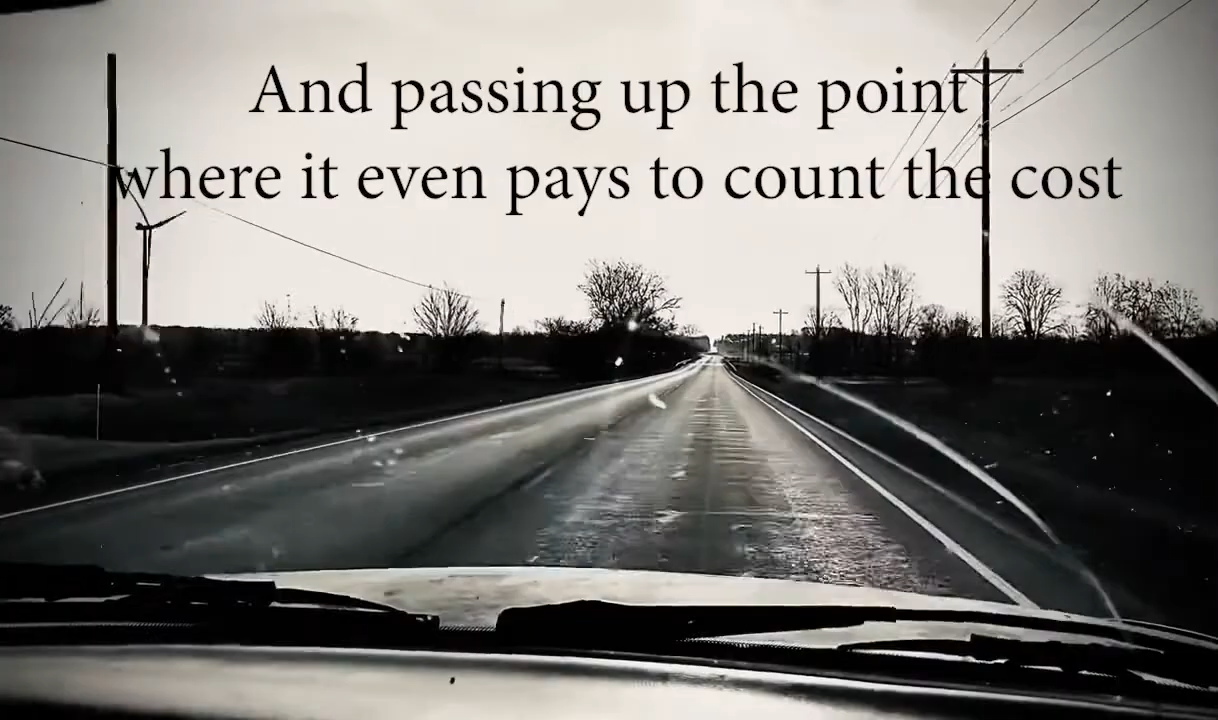 And passing up the point
where it even pays to count the cost